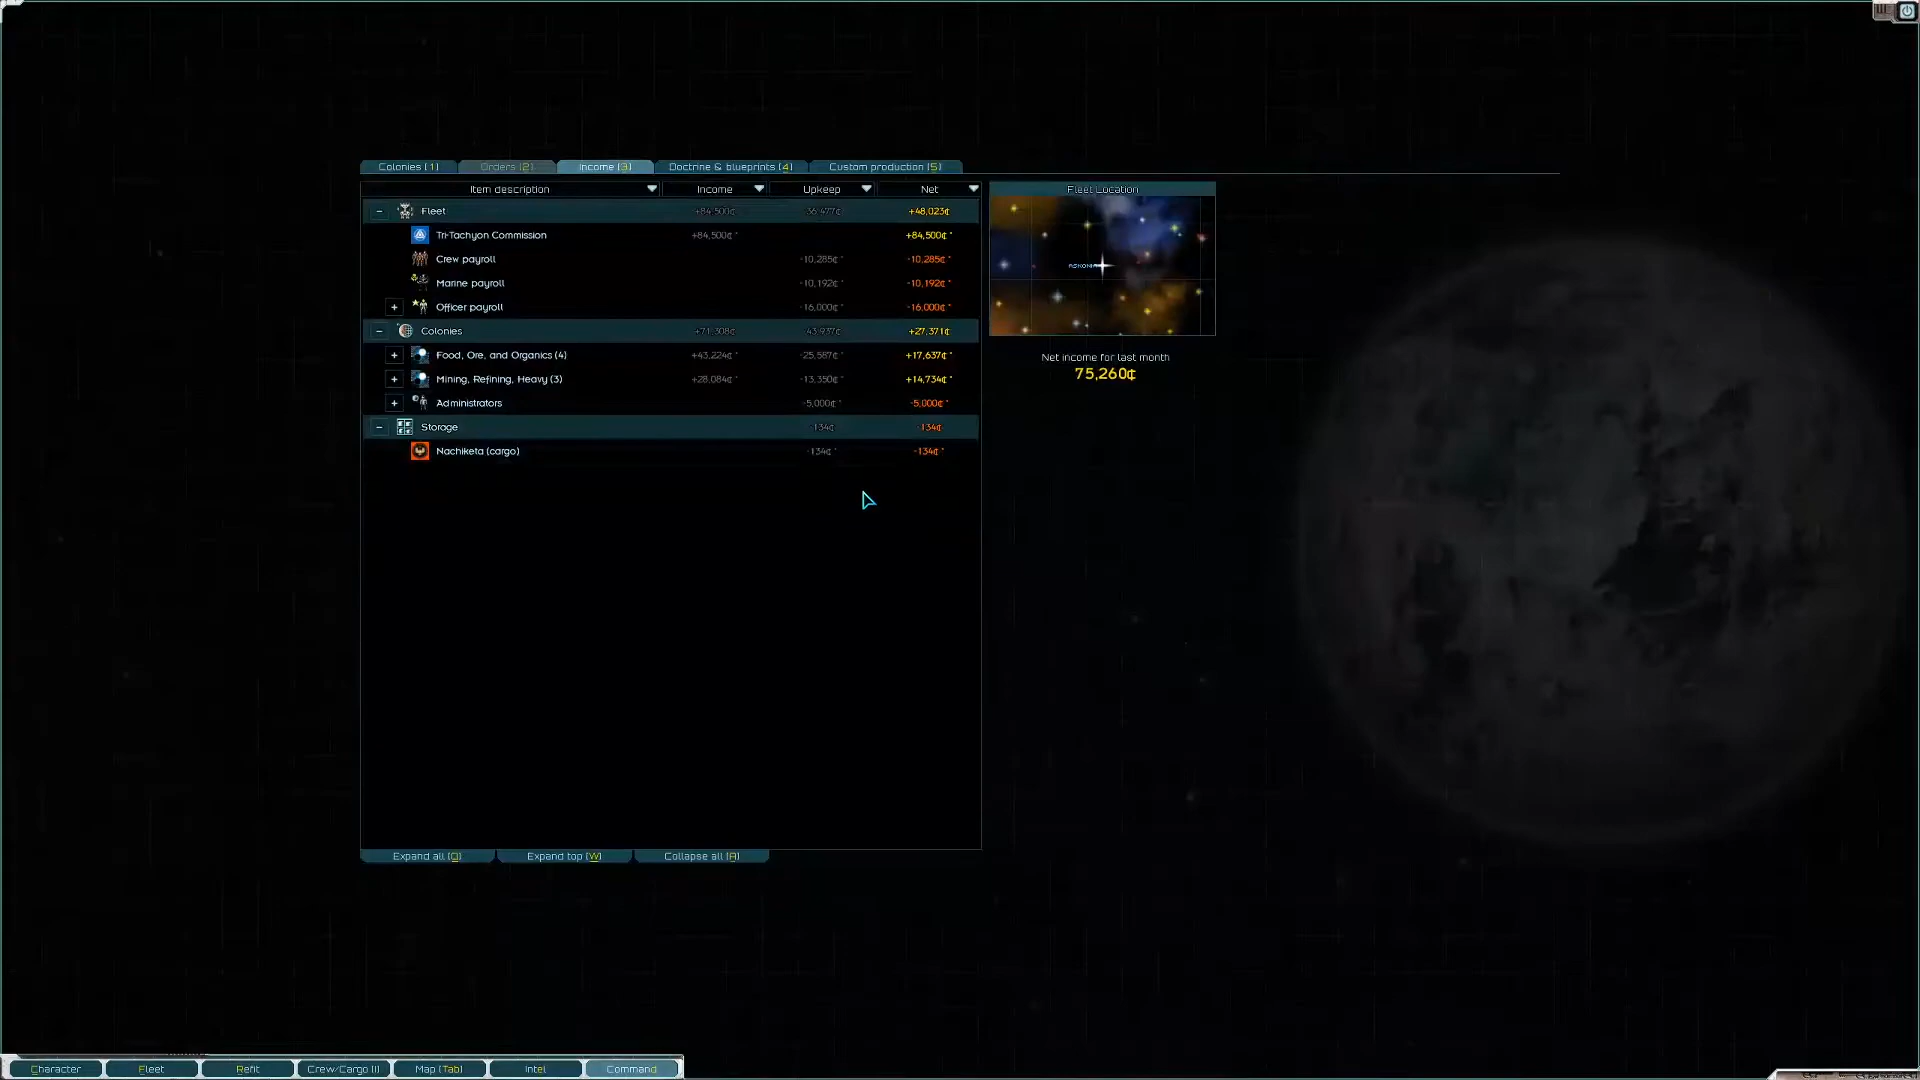 Colonies [1] Orders [2] Income [3] Doctrine & blueprints [4] Custom production [5]
Item description Income Upkeep Net Fleet Location
Fleet +84,500¢ -36,477¢ +48,023¢
Tri-Tachyon Commission +84,500¢ * +84,500¢ *
ASKONIA
Crew payroll -10,285¢ * -10,285¢ *
Marine payroll -10,192¢ * -10,192¢ *
Officer payroll -16,000¢ * -16,000¢ *
Colonies +71,308¢ -43,937¢ +27,371¢
Food, Ore, and Organics (4) +43,224¢ * -25,587¢ * +17,637¢ *
Net income for last month
75,260¢
Mining, Refining, Heavy (3) +28,084¢ * -13,350¢ * +14,734¢ *
Administrators -5,000¢ * -5,000¢ *
Storage -134¢ -134¢
Nachiketa (cargo) -134¢ * -134¢ *
Expand all [Q] Expand top [W] Collapse all [A]
Character Fleet Refit Crew/Cargo (I) Map (Tab) Intel Command